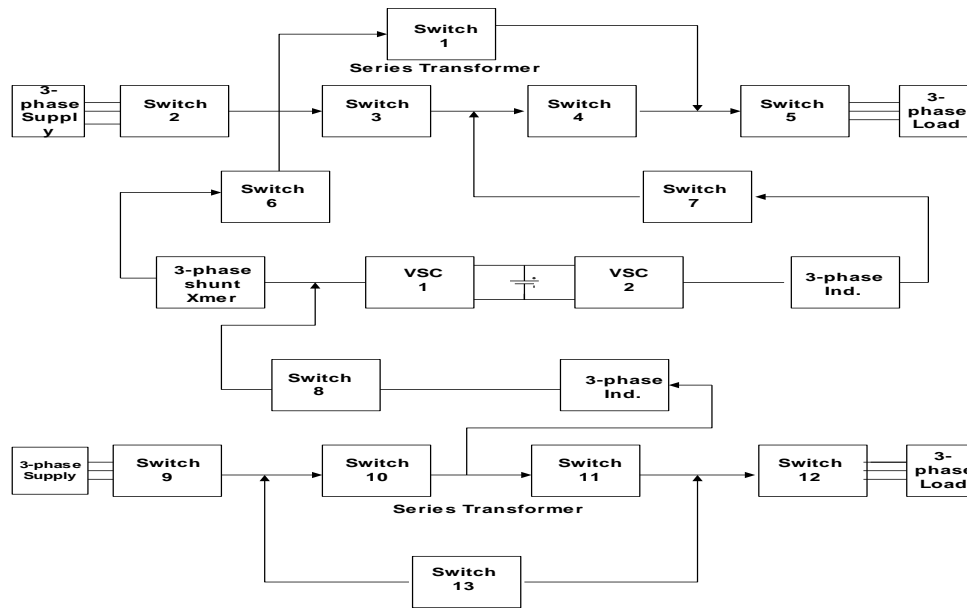 Switch
1
Series Transformer
3-
phase
Suppl
y
Switch
2
Switch
3
Switch
4
Switch
5
3-
phase
Load
Switch
6
Switch
7
3-phase
shunt
Xmer
VSC
1
VSC
2
3-phase
Ind.
Switch
8
3-phase
Ind.
3-phase
Supply
Switch
9
Switch
10
Switch
11
Switch
12
3-
phase
Load
Series Transformer
Switch
13